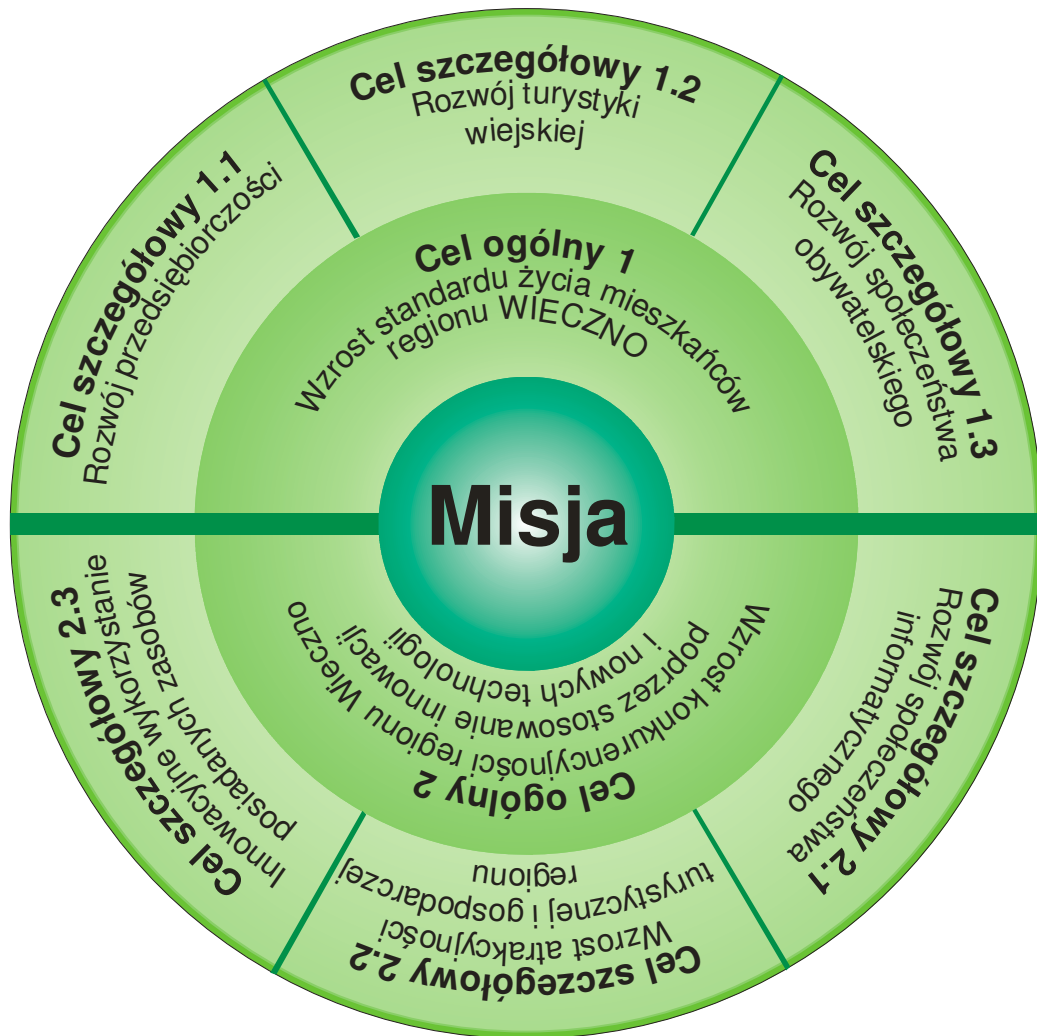 Cel szczegółowy 1.1
Rozwój przedsiębiorczości
Cel szczegółowy 1.2
Rozwój turystyki
wiejskiej
Cel szczegółowy 1.3
Rozwój społeczeństwa
obywatelskiego
Cel ogólny 1
Wzrost standardu życia mieszkańców
regionu WIECZNO
Misja
Cel ogólny 2
Wzrost konkurencyjności regionu Wieczno
poprzez stosowanie innowacji
i nowych technologii
Cel szczegółowy 2.1
Rozwój społeczeństwa
informatycznego
Cel szczegółowy 2.2
Wzrost atrakcyjności
turystycznej i gospodarczej
regionu
Cel szczegółowy 2.3
Innowacyjne wykorzystanie
posiadanych zasobów